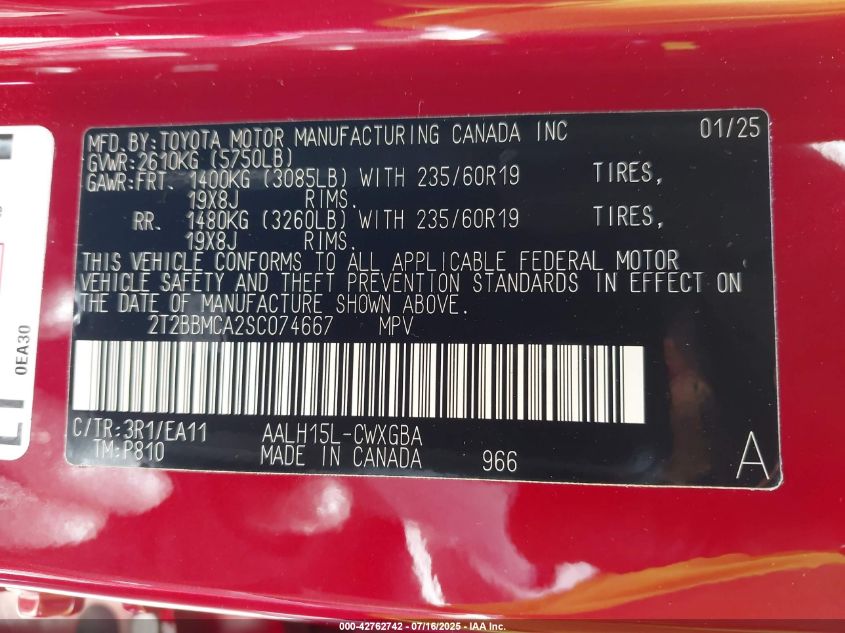 MFD. BY: TOYOTA MOTOR MANUFACTURING CANADA INC 01/25
GVWR: 2610KG (5750LB)
GAWR: FRT. 1400KG (3085LB) WITH 235/60R19 TIRES,
19X8J RIMS.
RR. 1480KG (3260LB) WITH 235/60R19 TIRES,
19X8J RIMS.
THIS VEHICLE CONFORMS TO ALL APPLICABLE FEDERAL MOTOR
VEHICLE SAFETY AND THEFT PREVENTION STANDARDS IN EFFECT ON
THE DATE OF MANUFACTURE SHOWN ABOVE.
2T2BBMCA2SC074667 MPV
C/TR: 3R1/EA11 AALH15L-CWXGBA
TM: P810 MADE IN CANADA 966 A
0EA30
000-42762742 - 07/16/2025 - IAA Inc.